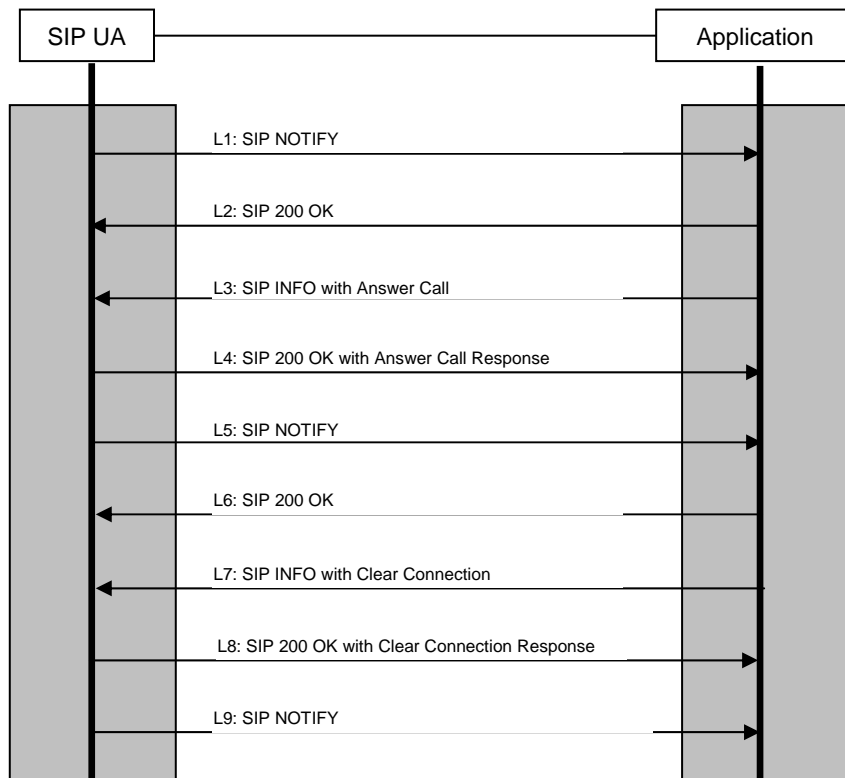 SIP UA
Application
L1: SIP NOTIFY
L2: SIP 200 OK
L3: SIP INFO with Answer Call
L4: SIP 200 OK with Answer Call Response
L5: SIP NOTIFY
L6: SIP 200 OK
L7: SIP INFO with Clear Connection
L8: SIP 200 OK with Clear Connection Response
L9: SIP NOTIFY